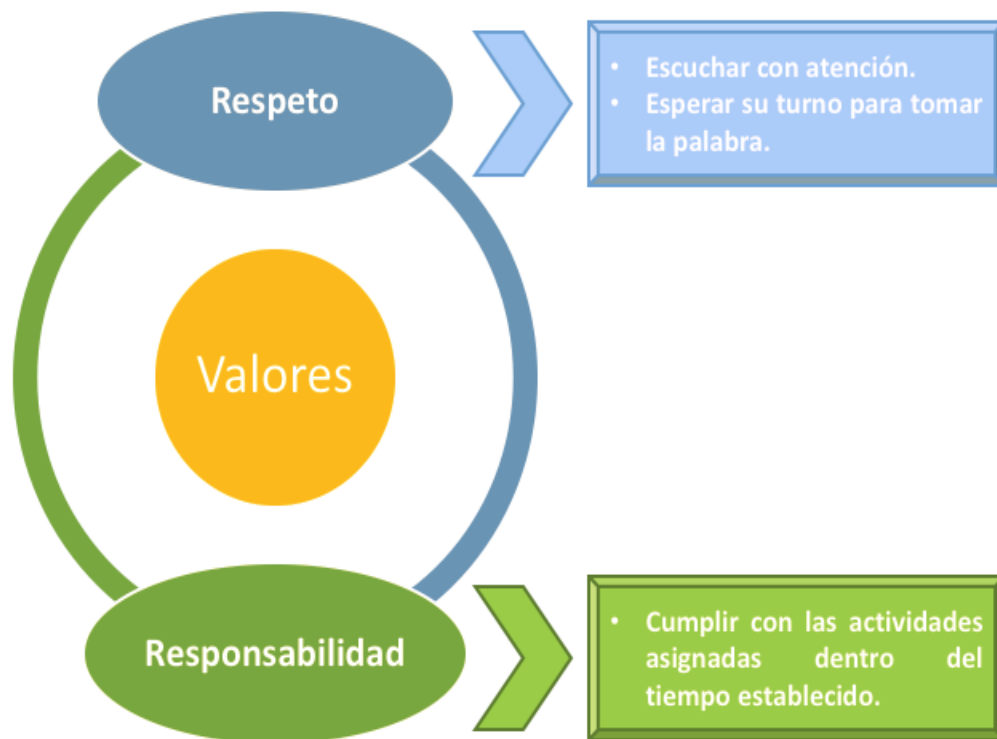 Respeto
• Escuchar con atención.
• Esperar su turno para tomar
la palabra.
Valores
Responsabilidad
• Cumplir con las actividades
asignadas dentro del
tiempo establecido.